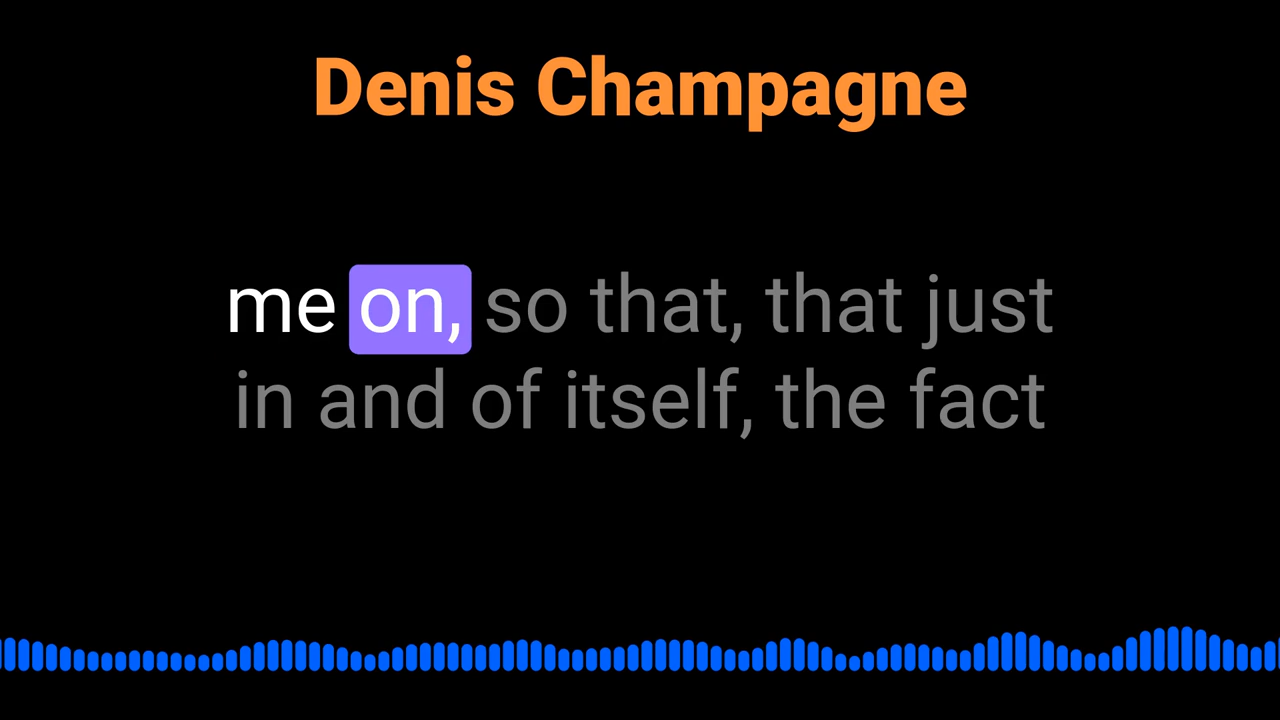 Denis Champagne
me on, so that, that just
in and of itself, the fact